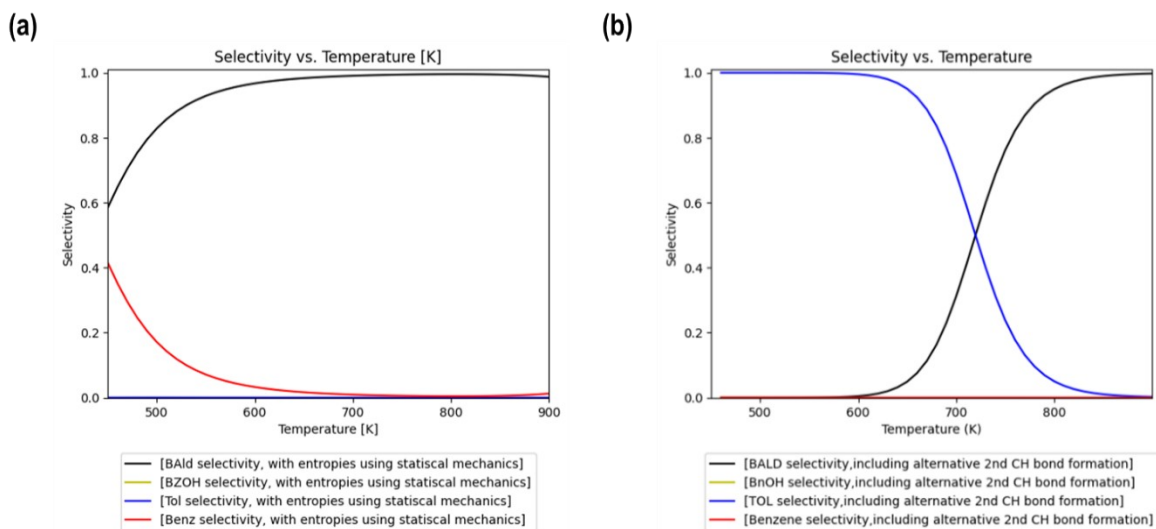 (a)
Selectivity vs. Temperature [K]
1.0
0.8
0.6
0.4
0.2
0.0
Selectivity
500
600
700
800
900
Temperature [K]
[BAld selectivity, with entropies using statiscal mechanics]
[BZOH selectivity, with entropies using statiscal mechanics]
[Tol selectivity, with entropies using statiscal mechanics]
[Benz selectivity, with entropies using statiscal mechanics]
(b)
Selectivity vs. Temperature
1.0
0.8
0.6
0.4
0.2
0.0
Selectivity
500
600
700
800
Temperature (K)
[BALD selectivity,including alternative 2nd CH bond formation]
[BnOH selectivity,including alternative 2nd CH bond formation]
[TOL selectivity,including alternative 2nd CH bond formation]
[Benzene selectivity,including alternative 2nd CH bond formation]